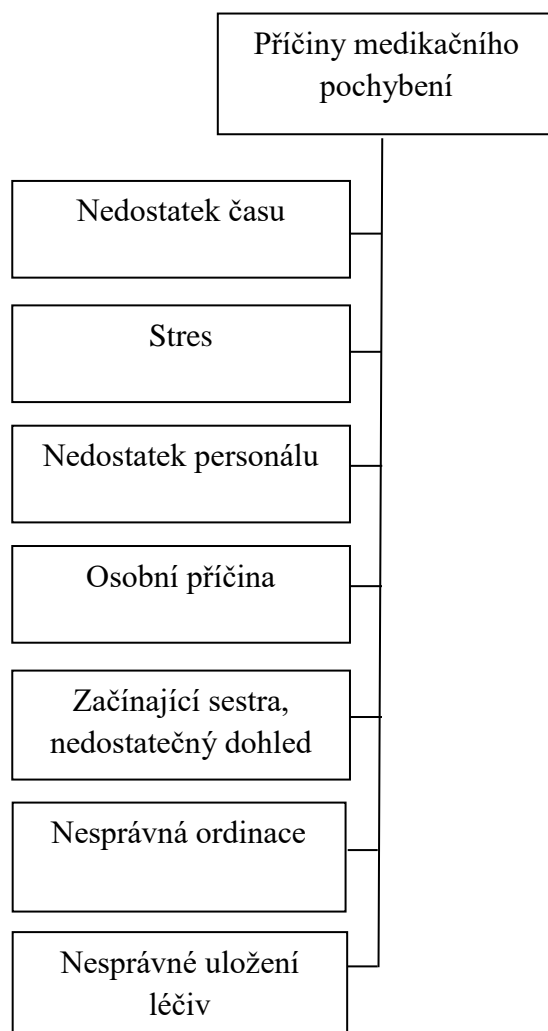 Příčiny medikačního
pochybení
Nedostatek času
Stres
Nedostatek personálu
Osobní příčina
Začínající sestra,
nedostatečný dohled
Nesprávná ordinace
Nesprávné uložení
léčiv